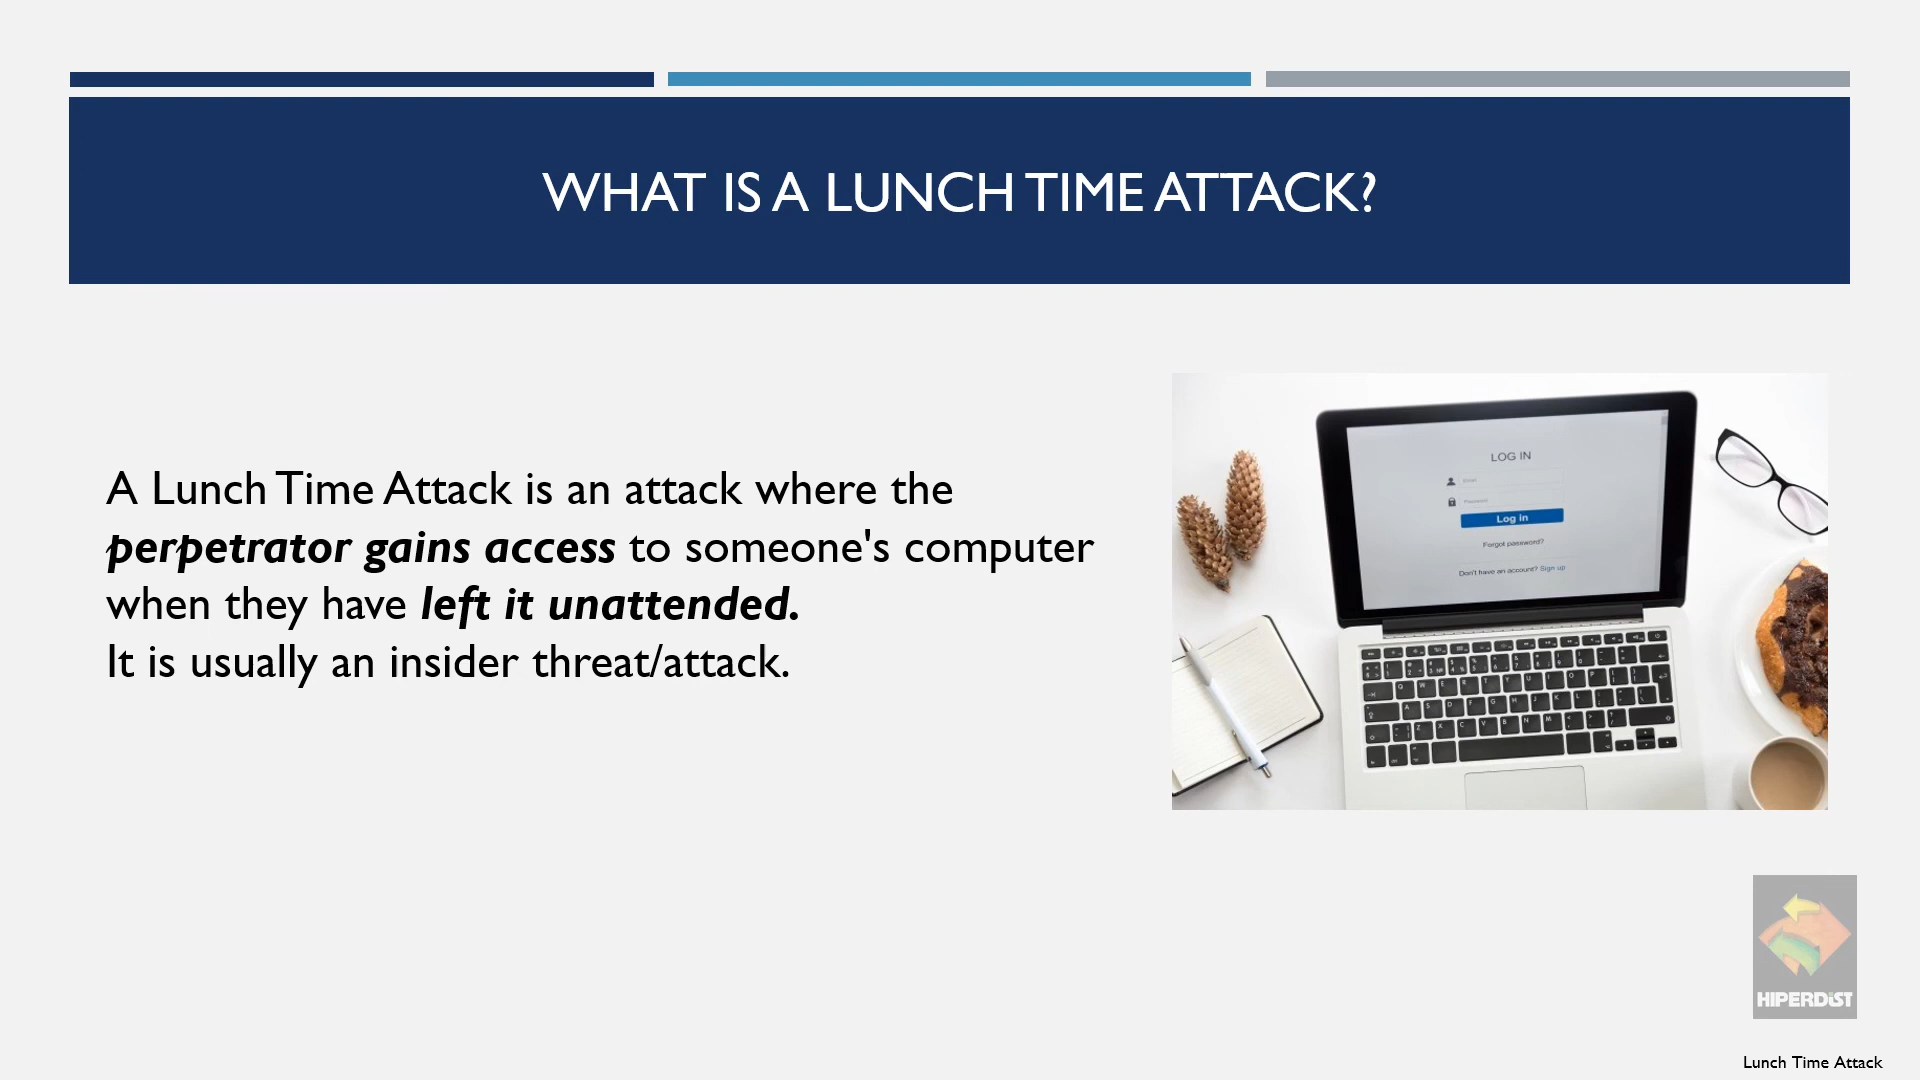 WHAT IS A LUNCH TIME ATTACK?
A Lunch Time Attack is an attack where the
perpetrator gains access to someone's computer
when they have left it unattended.
It is usually an insider threat/attack.
LOG IN
Email
Password
Log in
Forgot password?
Don't have an account? Sign up
HIPERDIST
Lunch Time Attack